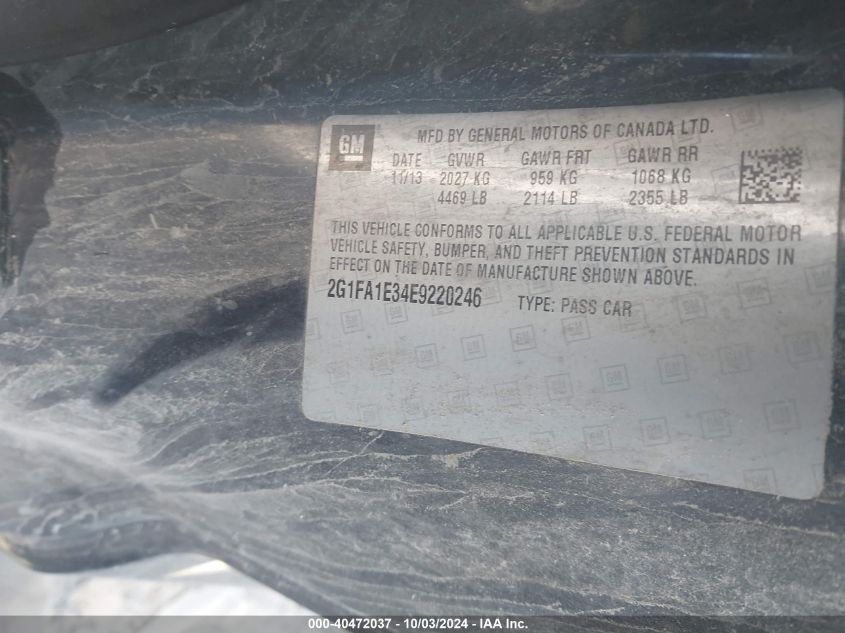 GM
MFD BY GENERAL MOTORS OF CANADA LTD.
DATE GVWR GAWR FRT GAWR RR
11/13 2027 KG 959 KG 1068 KG
4469 LB 2114 LB 2355 LB
THIS VEHICLE CONFORMS TO ALL APPLICABLE U.S. FEDERAL MOTOR
VEHICLE SAFETY, BUMPER, AND THEFT PREVENTION STANDARDS IN
EFFECT ON THE DATE OF MANUFACTURE SHOWN ABOVE.
2G1FA1E34E9220246 TYPE: PASS CAR
000-40472037 - 10/03/2024 - IAA Inc.